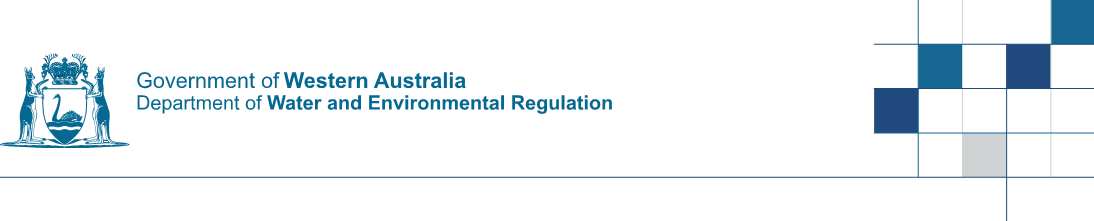 Government of Western Australia
Department of Water and Environmental Regulation